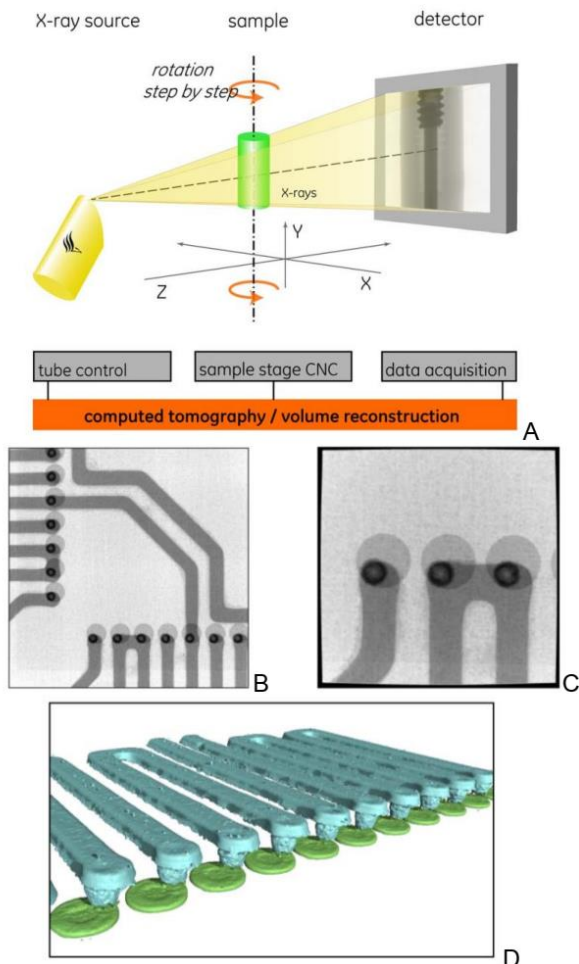 X-ray source
sample
detector
rotation
step by step
X-rays
Y
Z
X
tube control
sample stage CNC
data acquisition
computed tomography / volume reconstruction
A
B
C
D